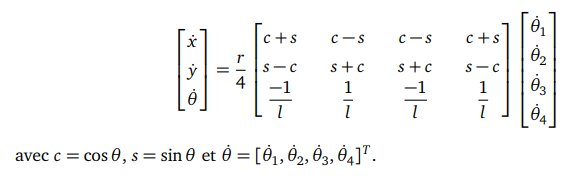 [ẋ ẏ θ̇] = r/4 [c+s c−s c−s c+s
s−c s+c s+c s−c
−1/l 1/l −1/l 1/l] [θ̇₁ θ̇₂ θ̇₃ θ̇₄]
avec c = cos θ, s = sin θ et θ̇ = [θ̇₁, θ̇₂, θ̇₃, θ̇₄]ᵀ.